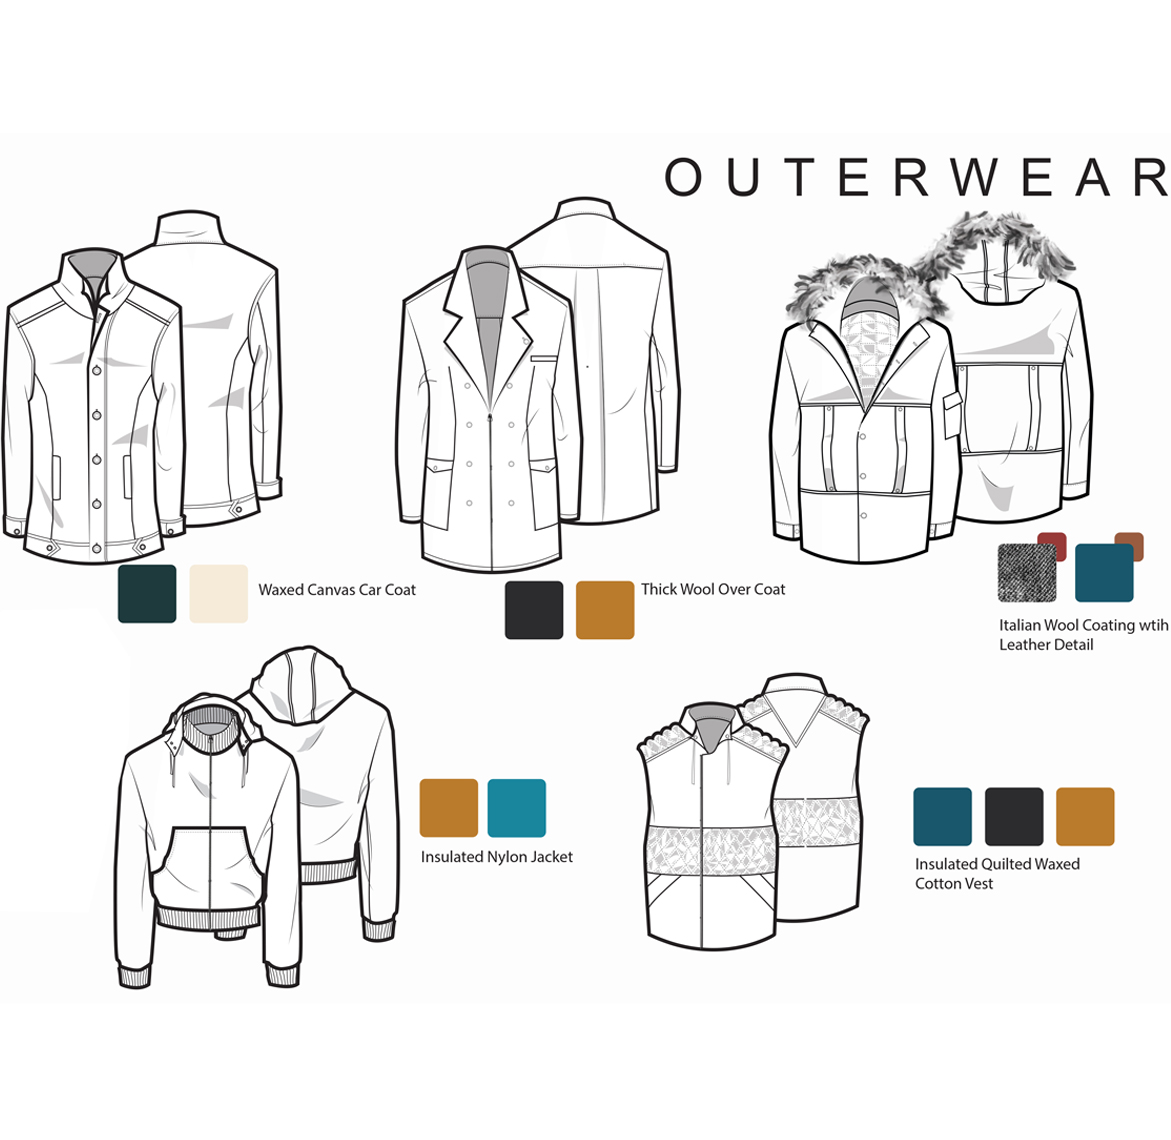 OUTERWEAR
Waxed Canvas Car Coat
Thick Wool Over Coat
Italian Wool Coating wtih
Leather Detail
Insulated Nylon Jacket
Insulated Quilted Waxed
Cotton Vest